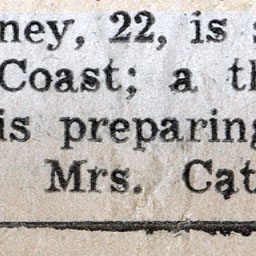 ney, 22, is s
Coast; a th
is preparing
Mrs. Cat